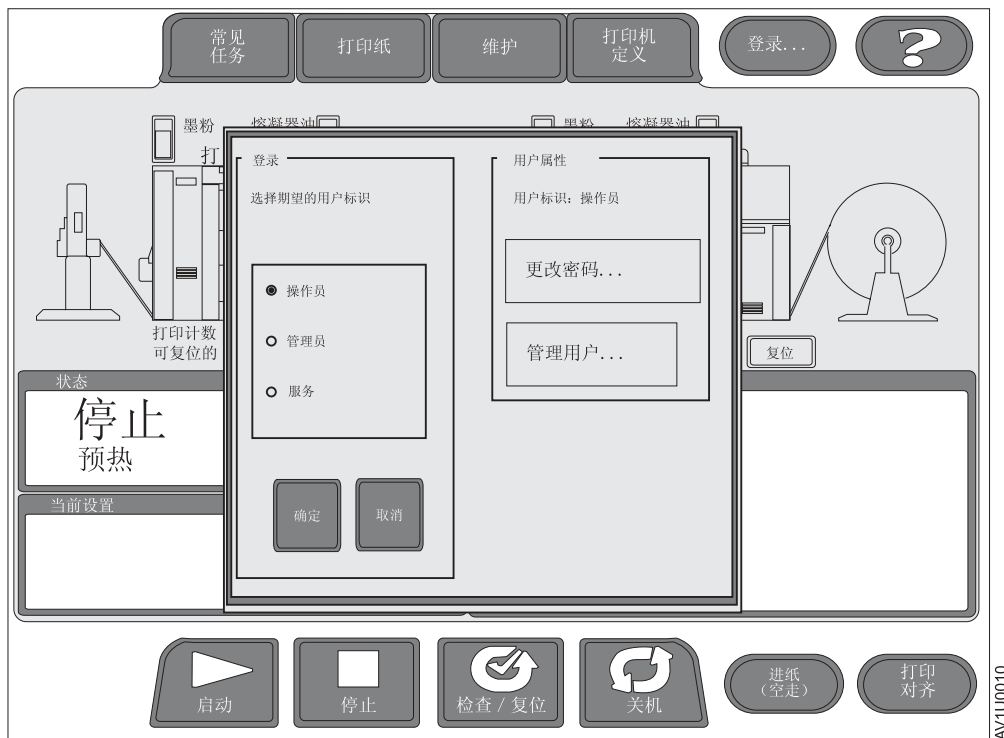 常见
任务
打印纸
维护
打印机
定义
登录...
?
墨粉
熔凝器油
墨粉
熔凝器油
打
登录
选择期望的用户标识
操作员
管理员
服务
确定
取消
用户属性
用户标识：操作员
更改密码...
管理用户...
打印计数
可复位的
复位
状态
停止
预热
当前设置
启动
停止
检查 / 复位
关机
进纸
（空走）
打印
对齐
AV1U0010